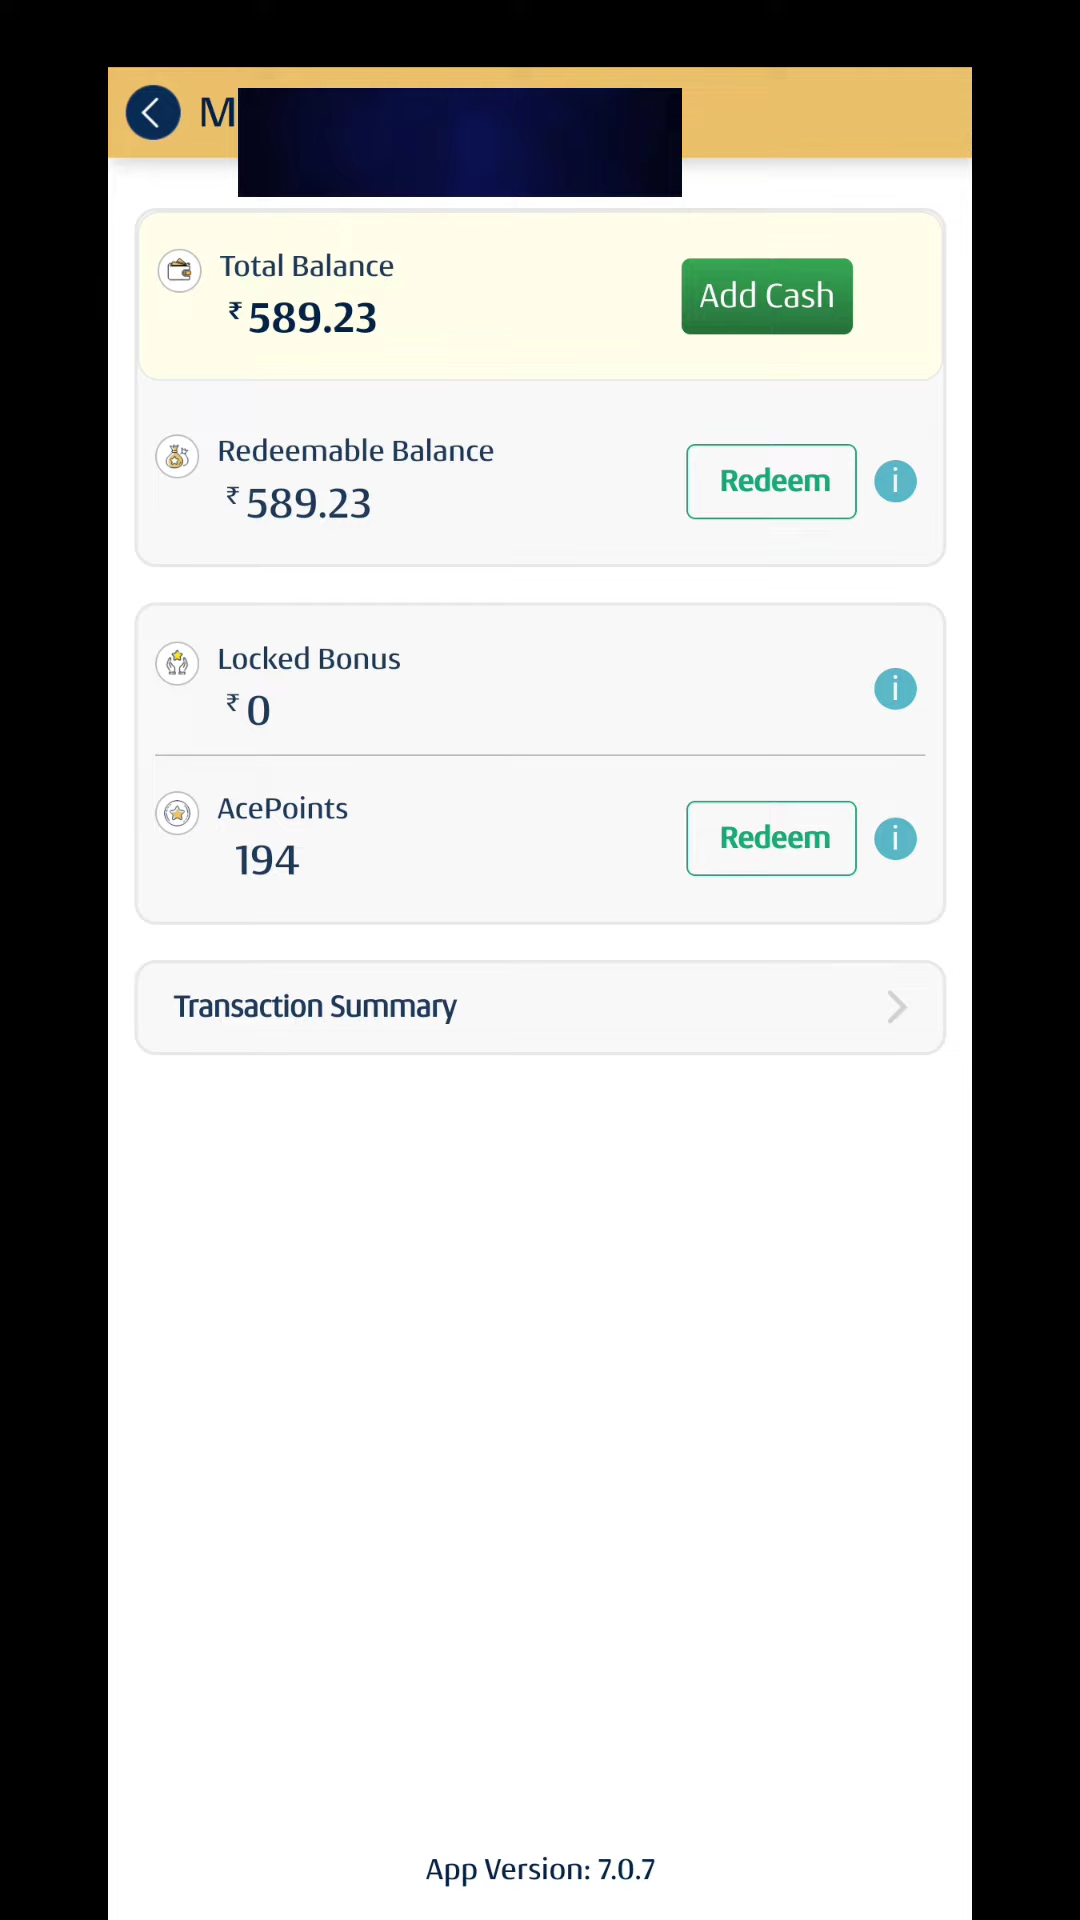 M
Total Balance
₹ 589.23
Add Cash
Redeemable Balance
₹ 589.23
Redeem
i
Locked Bonus
₹ 0
i
AcePoints
194
Redeem
i
Transaction Summary
App Version: 7.0.7